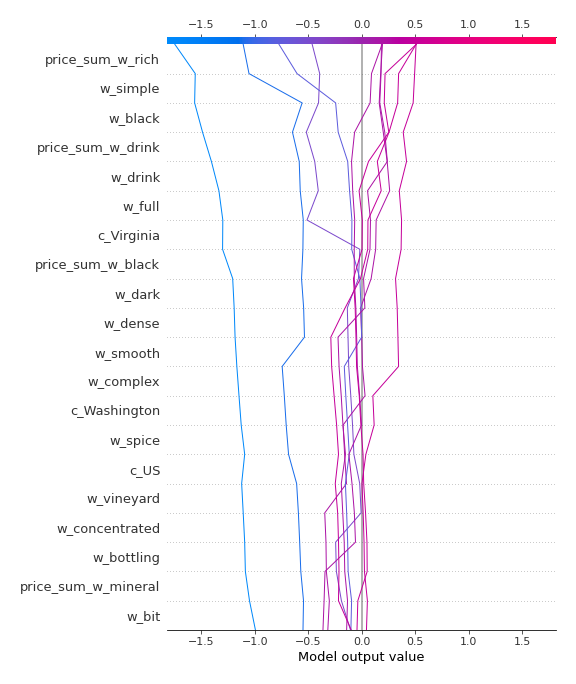 −1.5 −1.0 −0.5 0.0 0.5 1.0 1.5
price_sum_w_rich
w_simple
w_black
price_sum_w_drink
w_drink
w_full
c_Virginia
price_sum_w_black
w_dark
w_dense
w_smooth
w_complex
c_Washington
w_spice
c_US
w_vineyard
w_concentrated
w_bottling
price_sum_w_mineral
w_bit
−1.5 −1.0 −0.5 0.0 0.5 1.0 1.5
Model output value